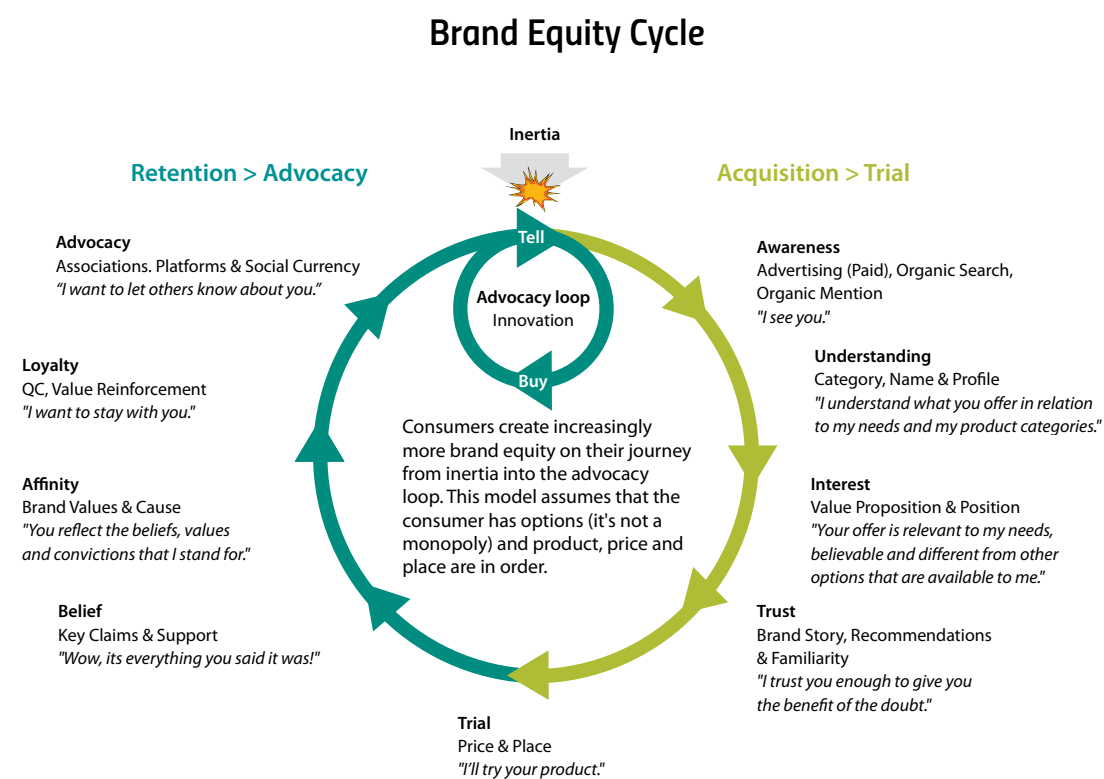 Brand Equity Cycle
Inertia
Retention > Advocacy
Acquisition > Trial
Tell
Advocacy loop
Innovation
Buy
Consumers create increasingly
more brand equity on their journey
from inertia into the advocacy
loop. This model assumes that the
consumer has options (it's not a
monopoly) and product, price and
place are in order.
Awareness
Advertising (Paid), Organic Search,
Organic Mention
"I see you."
Understanding
Category, Name & Profile
"I understand what you offer in relation
to my needs and my product categories."
Interest
Value Proposition & Position
"Your offer is relevant to my needs,
believable and different from other
options that are available to me."
Trust
Brand Story, Recommendations
& Familiarity
"I trust you enough to give you
the benefit of the doubt."
Trial
Price & Place
"I'll try your product."
Belief
Key Claims & Support
"Wow, its everything you said it was!"
Affinity
Brand Values & Cause
"You reflect the beliefs, values
and convictions that I stand for."
Loyalty
QC, Value Reinforcement
"I want to stay with you."
Advocacy
Associations. Platforms & Social Currency
“I want to let others know about you.”